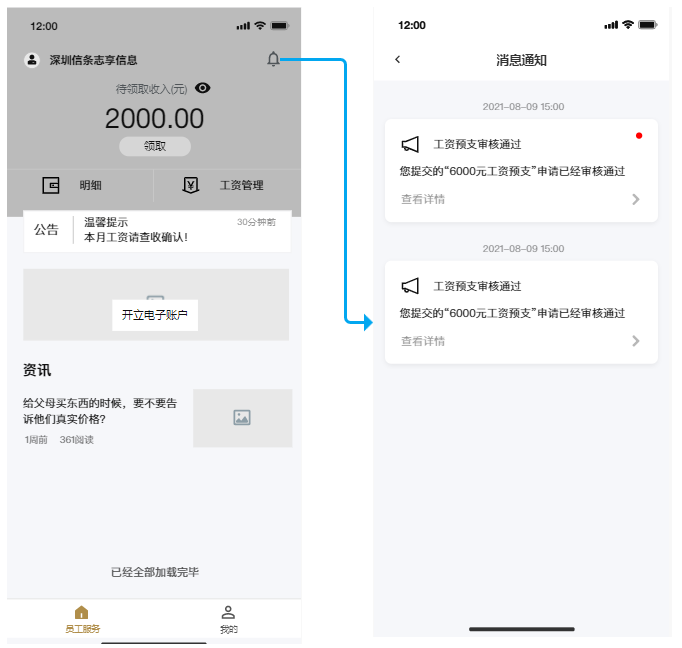 12:00
深圳信条志享信息
待领取收入(元)
2000.00
领取
明细
工资管理
公告
温馨提示
30分钟前
本月工资请查收确认!
开立电子账户
资讯
给父母买东西的时候，要不要告
诉他们真实价格?
1周前 361阅读
已经全部加载完毕
员工服务
我的
12:00
消息通知
2021-08-09 15:00
工资预支审核通过
您提交的“6000元工资预支”申请已经审核通过
查看详情
2021-08-09 15:00
工资预支审核通过
您提交的“6000元工资预支”申请已经审核通过
查看详情